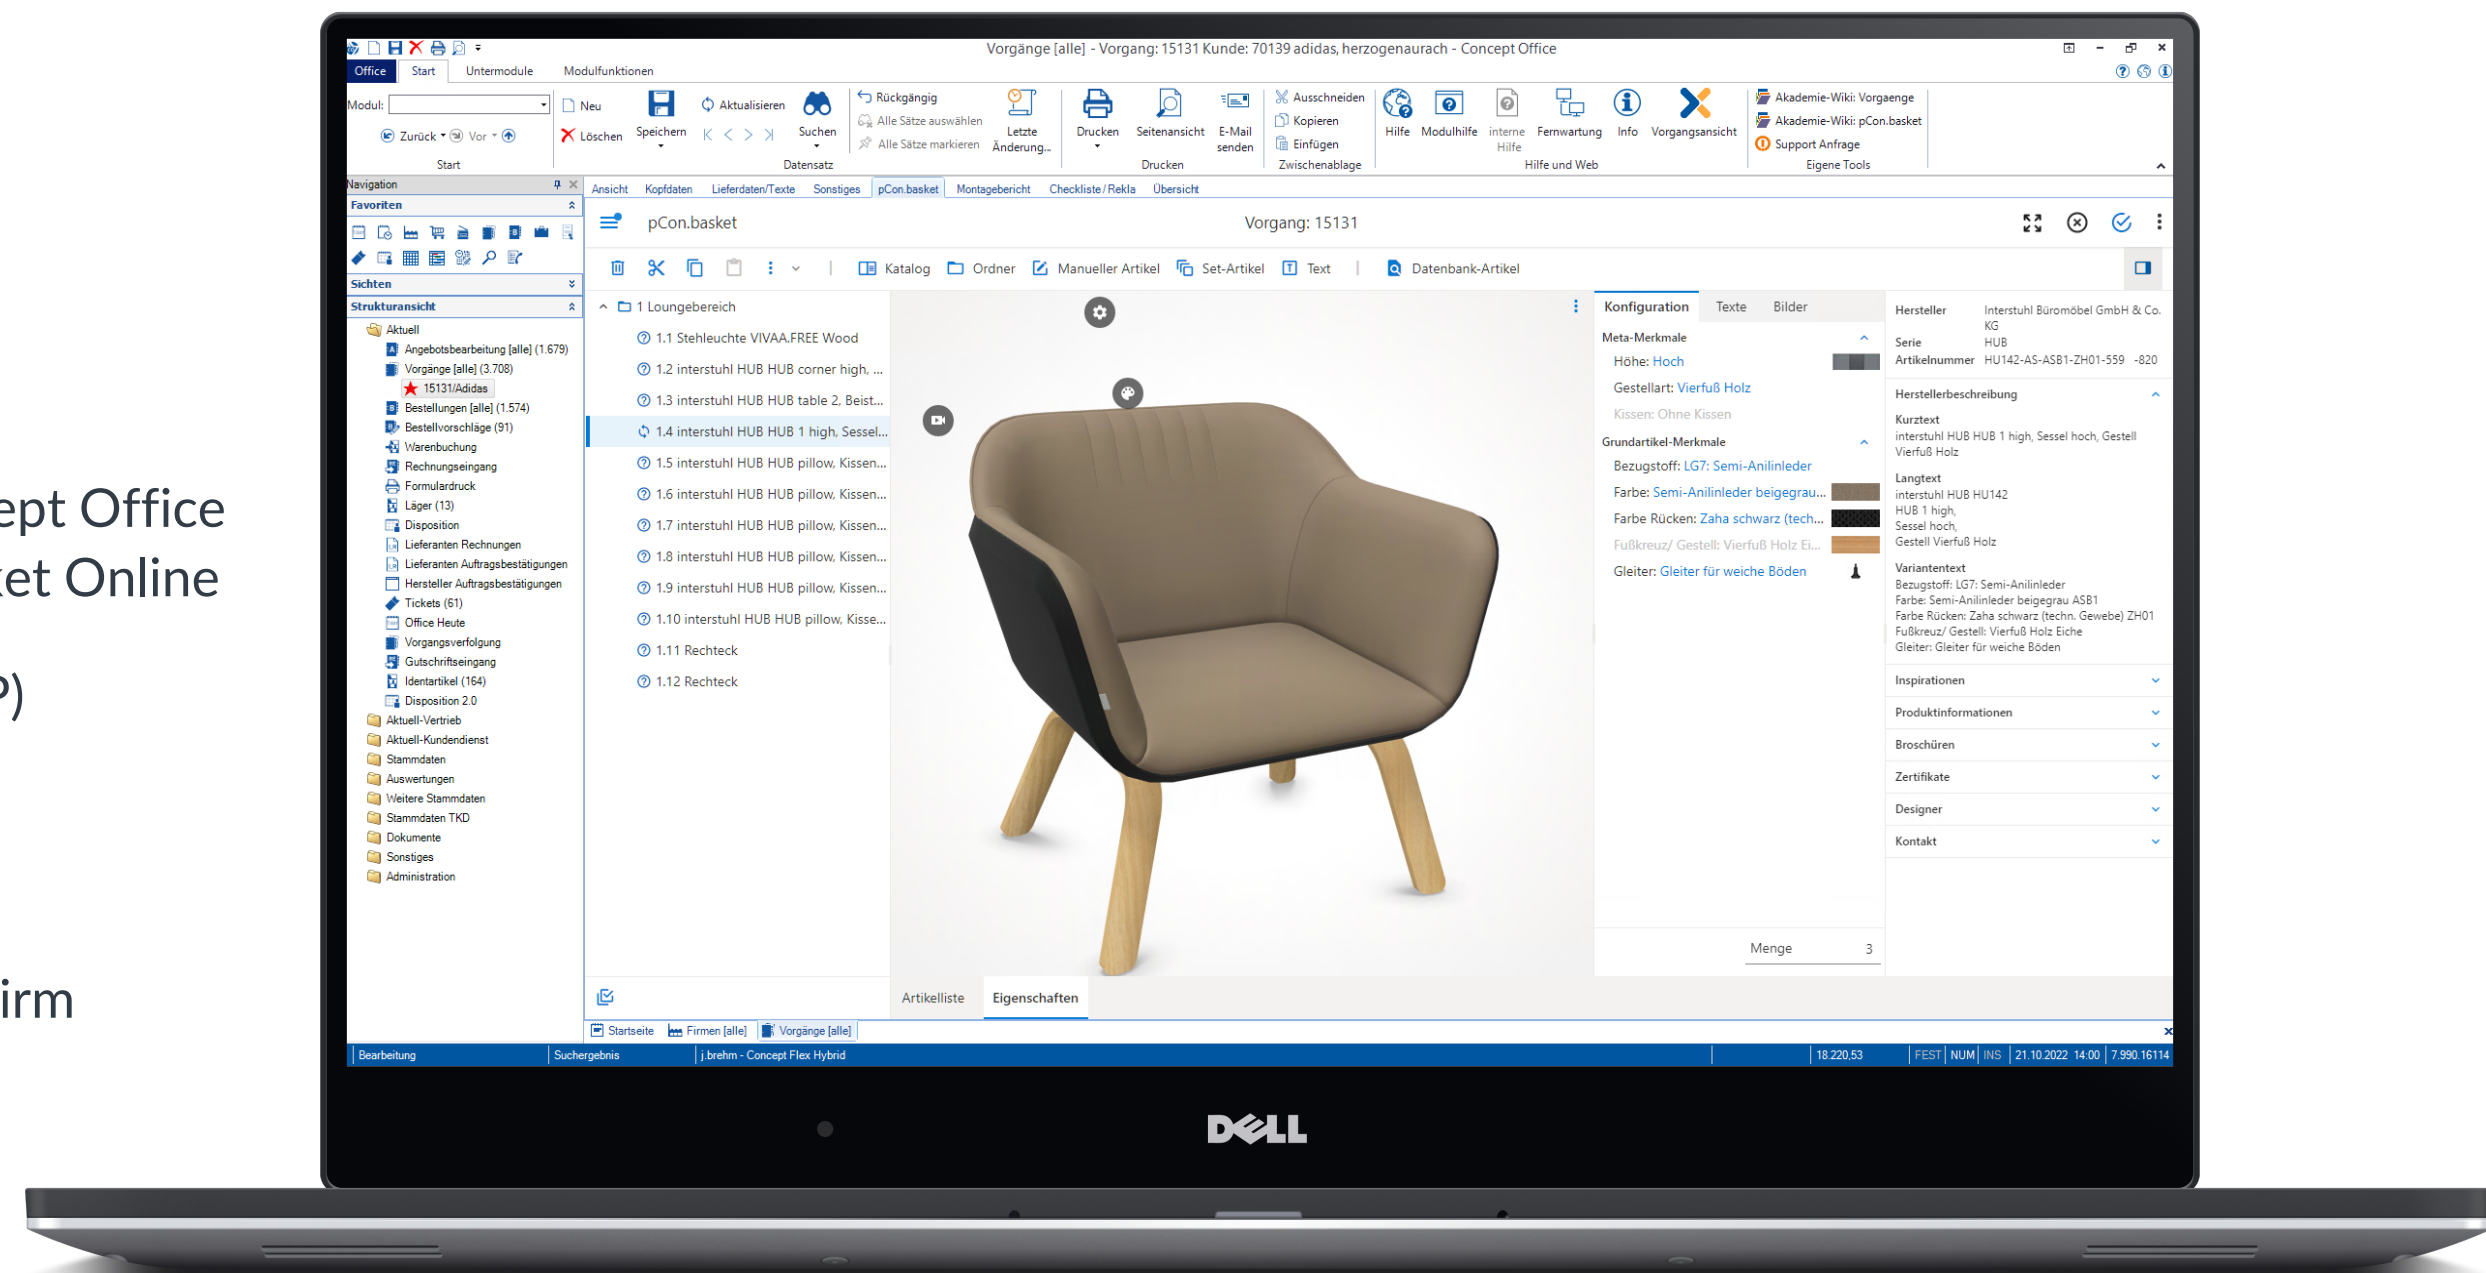 ept Office
ket Online
P)
irm
Vorgänge [alle] - Vorgang: 15131 Kunde: 70139 adidas, herzogenaurach - Concept Office
Office Start Untermodule Modulfunktionen
Modul:
Zurück Vor
Start
Neu
Löschen
Speichern
Aktualisieren
Suchen
Datensatz
Rückgängig
Alle Sätze auswählen
Alle Sätze markieren
Letzte
Änderung...
Drucken
Seitenansicht
E-Mail
senden
Drucken
Ausschneiden
Kopieren
Einfügen
Zwischenablage
Hilfe
Modulhilfe
interne
Hilfe
Fernwartung
Info
Vorgangsansicht
Hilfe und Web
Akademie-Wiki: Vorgaenge
Akademie-Wiki: pCon.basket
Support Anfrage
Eigene Tools
Navigation
Favoriten
Sichten
Strukturansicht
Aktuell
Angebotsbearbeitung [alle] (1.679)
Vorgänge [alle] (3.708)
15131/Adidas
Bestellungen [alle] (1.574)
Bestellvorschläge (91)
Warenbuchung
Rechnungseingang
Formulardruck
Läger (13)
Disposition
Lieferanten Rechnungen
Lieferanten Auftragsbestätigungen
Hersteller Auftragsbestätigungen
Tickets (61)
Office Heute
Vorgangsverfolgung
Gutschriftseingang
Identartikel (164)
Disposition 2.0
Aktuell-Vertrieb
Aktuell-Kundendienst
Stammdaten
Auswertungen
Weitere Stammdaten
Stammdaten TKD
Dokumente
Sonstiges
Administration
Ansicht Kopfdaten Lieferdaten/Texte Sonstiges pCon.basket Montagebericht Checkliste / Rekla Übersicht
pCon.basket
Vorgang: 15131
Katalog Ordner Manueller Artikel Set-Artikel Text Datenbank-Artikel
1 Loungebereich
1.1 Stehleuchte VIVAA.FREE Wood
1.2 interstuhl HUB HUB corner high, ...
1.3 interstuhl HUB HUB table 2, Beist...
1.4 interstuhl HUB HUB 1 high, Sessel...
1.5 interstuhl HUB HUB pillow, Kissen...
1.6 interstuhl HUB HUB pillow, Kissen...
1.7 interstuhl HUB HUB pillow, Kissen...
1.8 interstuhl HUB HUB pillow, Kissen...
1.9 interstuhl HUB HUB pillow, Kissen...
1.10 interstuhl HUB HUB pillow, Kisse...
1.11 Rechteck
1.12 Rechteck
Konfiguration Texte Bilder
Meta-Merkmale
Höhe: Hoch
Gestellart: Vierfuß Holz
Kissen: Ohne Kissen
Grundartikel-Merkmale
Bezugstoff: LG7: Semi-Anilinleder
Farbe: Semi-Anilinleder beigegrau...
Farbe Rücken: Zaha schwarz (tech...
Fußkreuz/ Gestell: Vierfuß Holz Ei...
Gleiter: Gleiter für weiche Böden
Menge 3
Hersteller Interstuhl Büromöbel GmbH & Co.
KG
Serie HUB
Artikelnummer HU142-AS-ASB1-ZH01-559 -820
Herstellerbeschreibung
Kurztext
interstuhl HUB HUB 1 high, Sessel hoch, Gestell
Vierfuß Holz
Langtext
interstuhl HUB HU142
HUB 1 high,
Sessel hoch,
Gestell Vierfuß Holz
Variantentext
Bezugstoff: LG7: Semi-Anilinleder
Farbe: Semi-Anilinleder beigegrau ASB1
Farbe Rücken: Zaha schwarz (techn. Gewebe) ZH01
Fußkreuz/ Gestell: Vierfuß Holz Eiche
Gleiter: Gleiter für weiche Böden
Inspirationen
Produktinformationen
Broschüren
Zertifikate
Designer
Kontakt
Artikelliste Eigenschaften
Startseite Firmen [alle] Vorgänge [alle]
Bearbeitung Suchergebnis j.brehm - Concept Flex Hybrid 18.220,53 FEST NUM INS 21.10.2022 14:00 7.990.16114
DELL